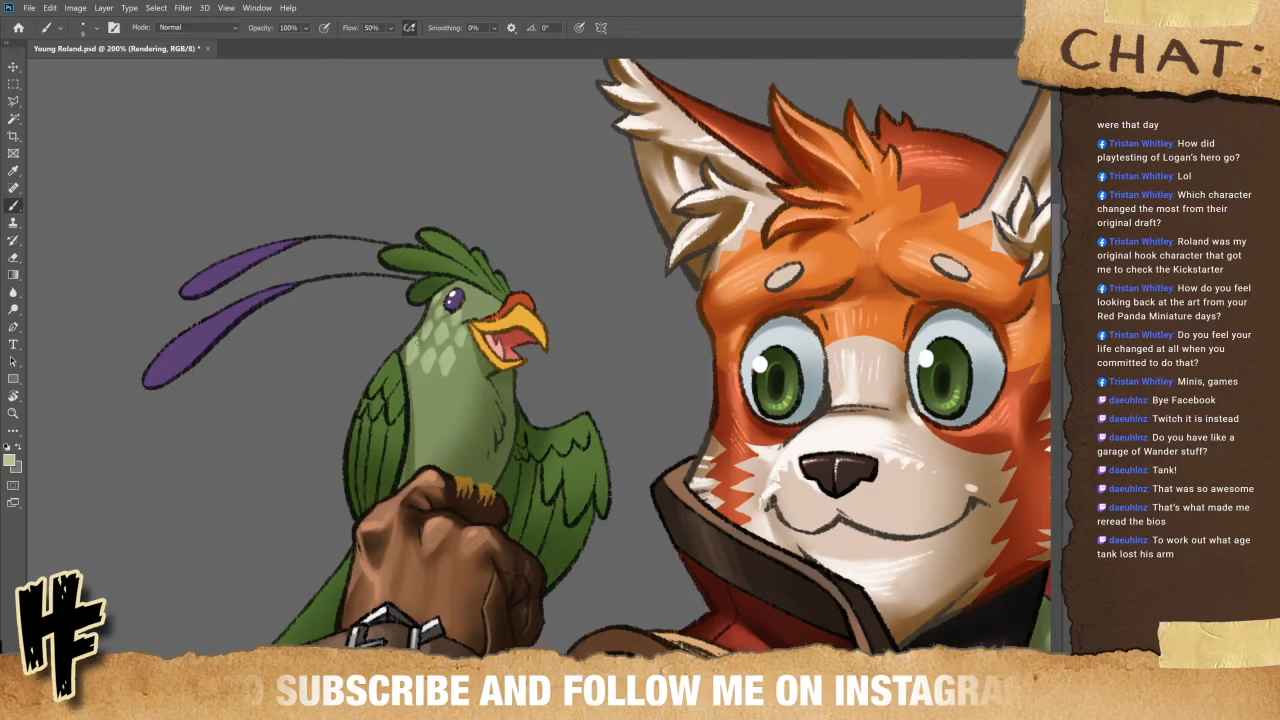 File Edit Image Layer Type Select Filter 3D View Window Help
9 Mode: Normal Opacity: 100% Flow: 50% Smoothing: 0% 0°
Young Roland.psd @ 200% (Rendering, RGB/8) *
CHAT:
were that day
Tristan Whitley: How did
playtesting of Logan's hero go?
Tristan Whitley: Lol
Tristan Whitley: Which character
changed the most from their
original draft?
Tristan Whitley: Roland was my
original hook character that got
me to check the Kickstarter
Tristan Whitley: How do you feel
looking back at the art from your
Red Panda Miniature days?
Tristan Whitley: Do you feel your
life changed at all when you
committed to do that?
Tristan Whitley: Minis, games
daeuhlnz: Bye Facebook
daeuhlnz: Twitch it is instead
daeuhlnz: Do you have like a
garage of Wander stuff?
daeuhlnz: Tank!
daeuhlnz: That was so awesome
daeuhlnz: That's what made me
reread the bios
daeuhlnz: To work out what age
tank lost his arm
HF
SUBSCRIBE AND FOLLOW ME ON INSTAGRA